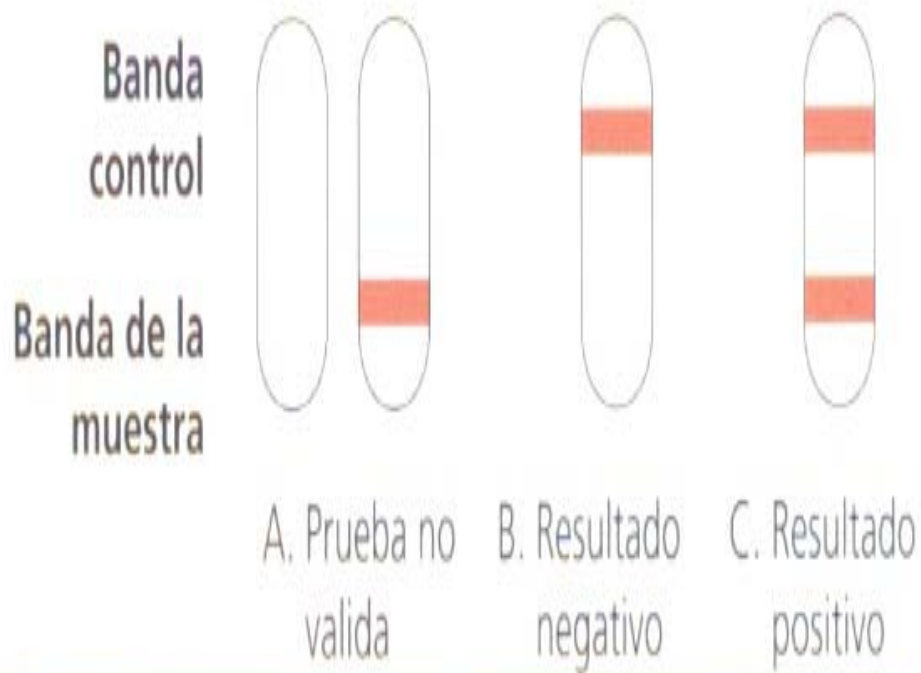 Banda
control
Banda de la
muestra
A. Prueba no
valida
B. Resultado
negativo
C. Resultado
positivo